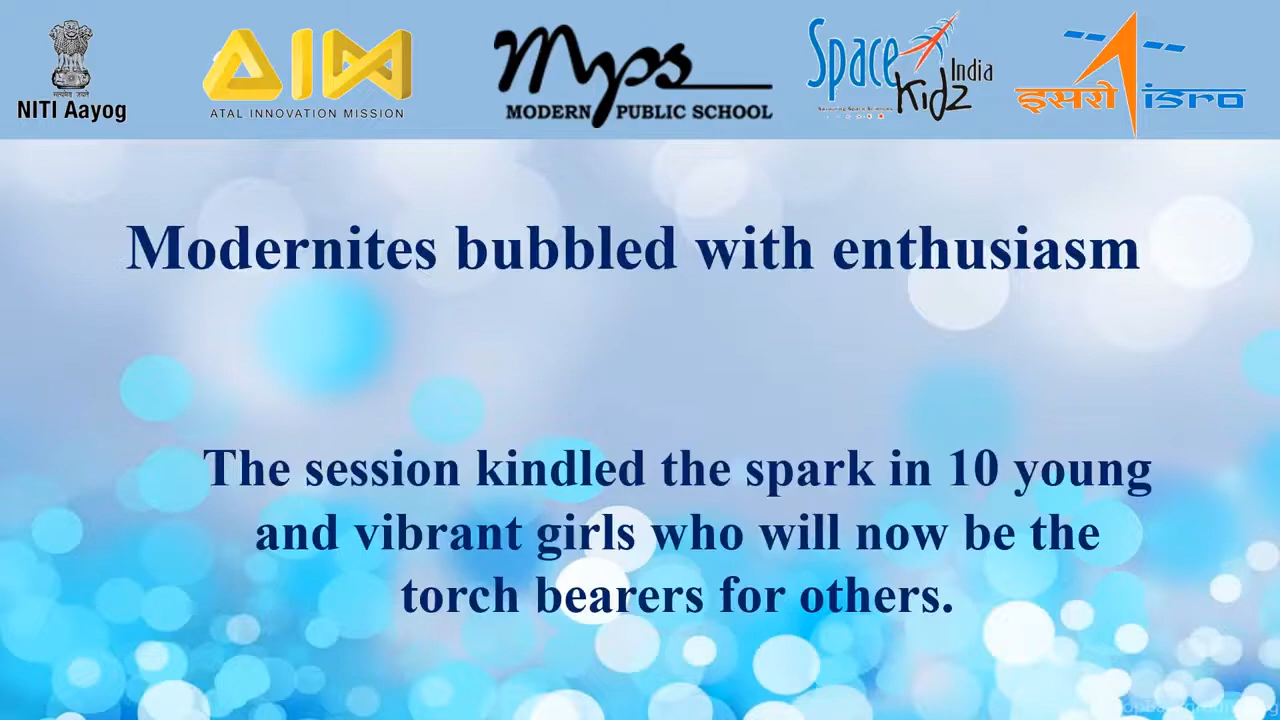 NITI Aayog
ATAL INNOVATION MISSION
Myps
MODERN PUBLIC SCHOOL
Space
India
Kidz
इसरो isro
Modernites bubbled with enthusiasm
The session kindled the spark in 10 young
and vibrant girls who will now be the
torch bearers for others.